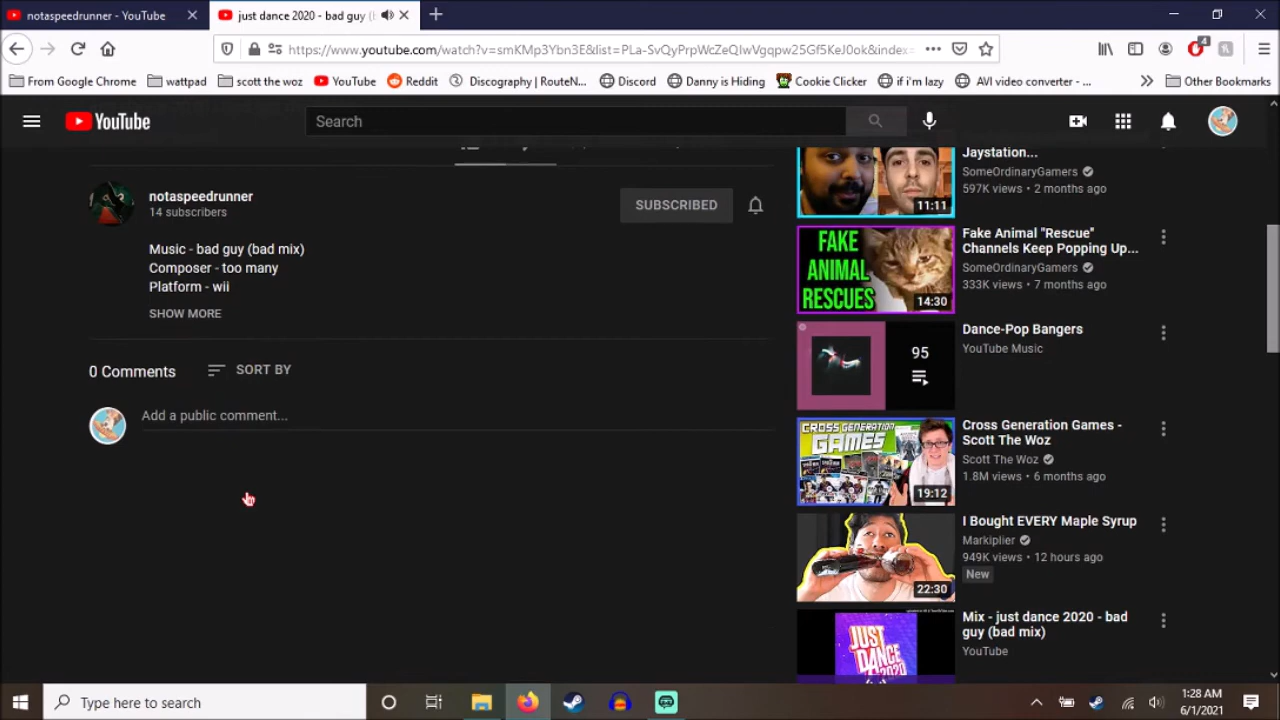 notaspeedrunner - YouTube
just dance 2020 - bad guy (b
https://www.youtube.com/watch?v=smKMp3Ybn3E&list=PLa-SvQyPrpWcZeQIwVgqpw25Gf5KeJ0ok&index=
4
From Google Chrome
wattpad
scott the woz
YouTube
Reddit
Discography | RouteN...
Discord
Danny is Hiding
Cookie Clicker
if i'm lazy
AVI video converter - ...
Other Bookmarks
YouTube
Search
notaspeedrunner
14 subscribers
SUBSCRIBED
Music - bad guy (bad mix)
Composer - too many
Platform - wii
SHOW MORE
0 Comments
SORT BY
Add a public comment...
11:11
Jaystation...
SomeOrdinaryGamers
597K views • 2 months ago
FAKE
ANIMAL
RESCUES
14:30
Fake Animal "Rescue"
Channels Keep Popping Up...
SomeOrdinaryGamers
333K views • 7 months ago
95
Dance-Pop Bangers
YouTube Music
CROSS GENERATION
GAMES
19:12
Cross Generation Games -
Scott The Woz
Scott The Woz
1.8M views • 6 months ago
22:30
I Bought EVERY Maple Syrup
Markiplier
949K views • 12 hours ago
New
JUST
DANCE
2020
Mix - just dance 2020 - bad
guy (bad mix)
YouTube
Type here to search
1:28 AM
6/1/2021